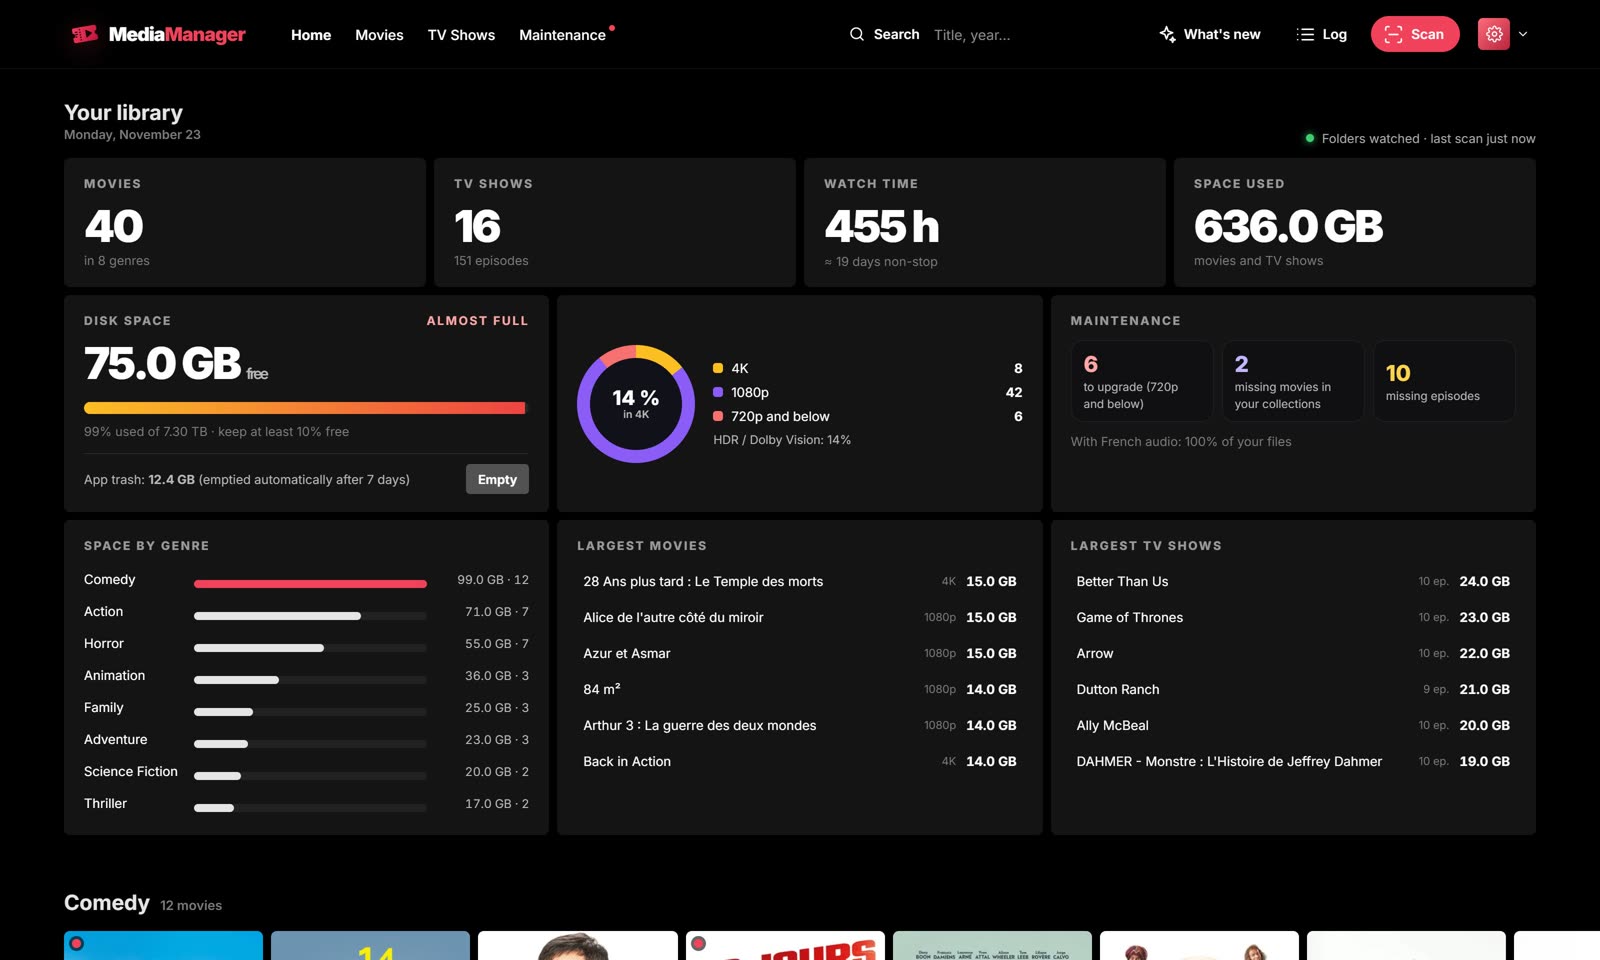 MediaManager Home Movies TV Shows Maintenance Search Title, year... What's new Log Scan
Your library
Monday, November 23
Folders watched · last scan just now
MOVIES
40
in 8 genres
TV SHOWS
16
151 episodes
WATCH TIME
455 h
≈ 19 days non-stop
SPACE USED
636.0 GB
movies and TV shows
DISK SPACE ALMOST FULL
75.0 GB free
99% used of 7.30 TB · keep at least 10% free
App trash: 12.4 GB (emptied automatically after 7 days) Empty
14 %
in 4K
4K 8
1080p 42
720p and below 6
HDR / Dolby Vision: 14%
MAINTENANCE
6
to upgrade (720p
and below)
2
missing movies in
your collections
10
missing episodes
With French audio: 100% of your files
SPACE BY GENRE
Comedy 99.0 GB · 12
Action 71.0 GB · 7
Horror 55.0 GB · 7
Animation 36.0 GB · 3
Family 25.0 GB · 3
Adventure 23.0 GB · 3
Science Fiction 20.0 GB · 2
Thriller 17.0 GB · 2
LARGEST MOVIES
28 Ans plus tard : Le Temple des morts 4K 15.0 GB
Alice de l'autre côté du miroir 1080p 15.0 GB
Azur et Asmar 1080p 15.0 GB
84 m² 1080p 14.0 GB
Arthur 3 : La guerre des deux mondes 1080p 14.0 GB
Back in Action 4K 14.0 GB
LARGEST TV SHOWS
Better Than Us 10 ep. 24.0 GB
Game of Thrones 10 ep. 23.0 GB
Arrow 10 ep. 22.0 GB
Dutton Ranch 9 ep. 21.0 GB
Ally McBeal 10 ep. 20.0 GB
DAHMER - Monstre : L'Histoire de Jeffrey Dahmer 10 ep. 19.0 GB
Comedy 12 movies
14
JOURS